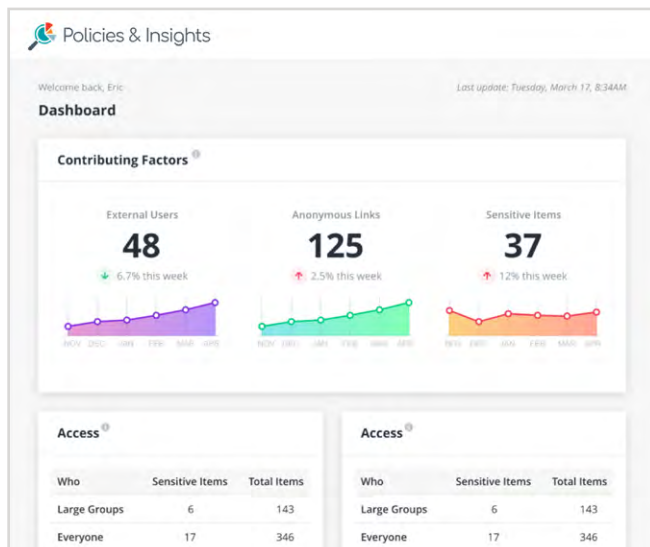 Policies & Insights
Welcome back, Eric
Last update: Tuesday, March 17, 8:34AM
Dashboard
Contributing Factors
External Users
48
6.7% this week
NOV DEC JAN FEB MAR APR
Anonymous Links
125
2.5% this week
NOV DEC JAN FEB MAR APR
Sensitive Items
37
12% this week
NOV DEC JAN FEB MAR APR
Access
Who Sensitive Items Total Items
Large Groups 6 143
Everyone 17 346
Access
Who Sensitive Items Total Items
Large Groups 6 143
Everyone 17 346